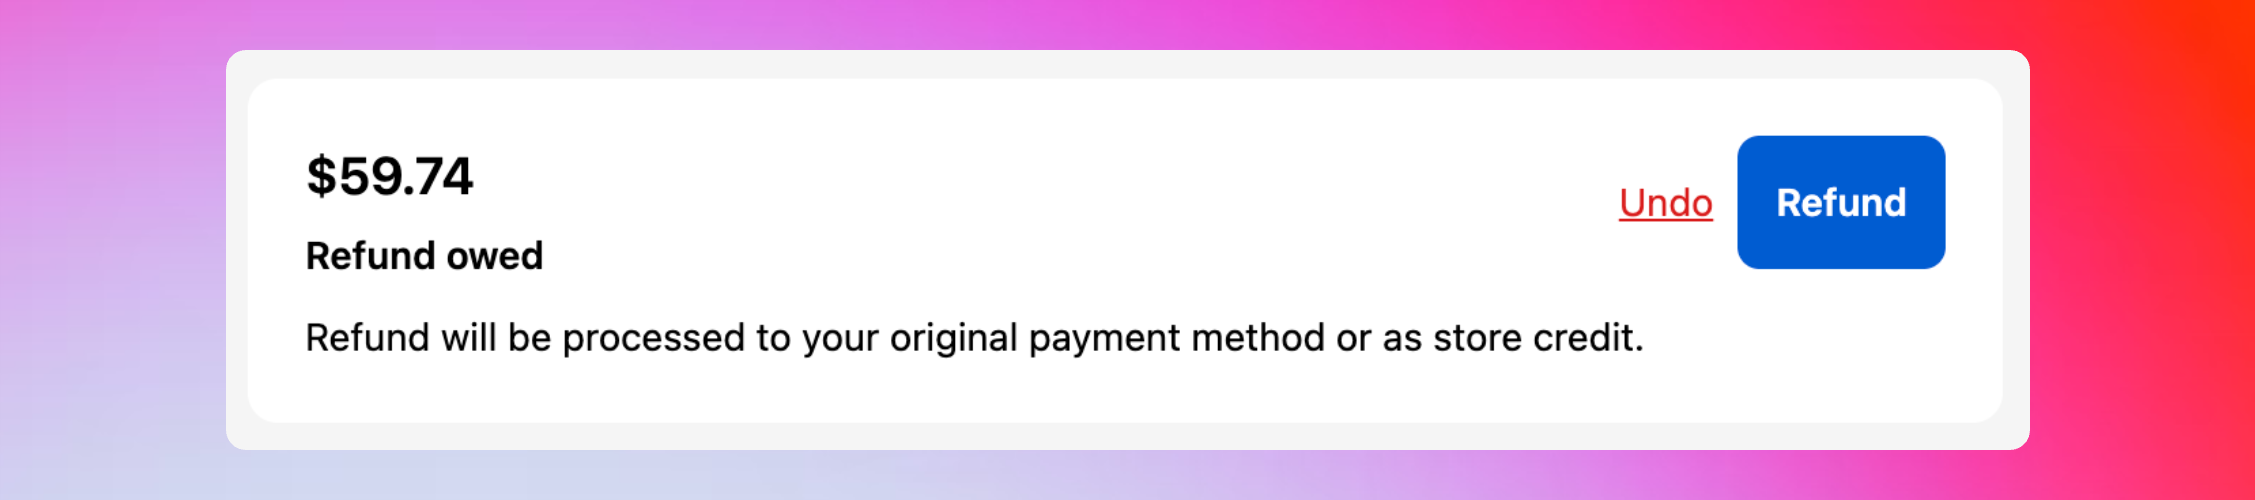 $59.74
Refund owed
Refund will be processed to your original payment method or as store credit.
Undo
Refund